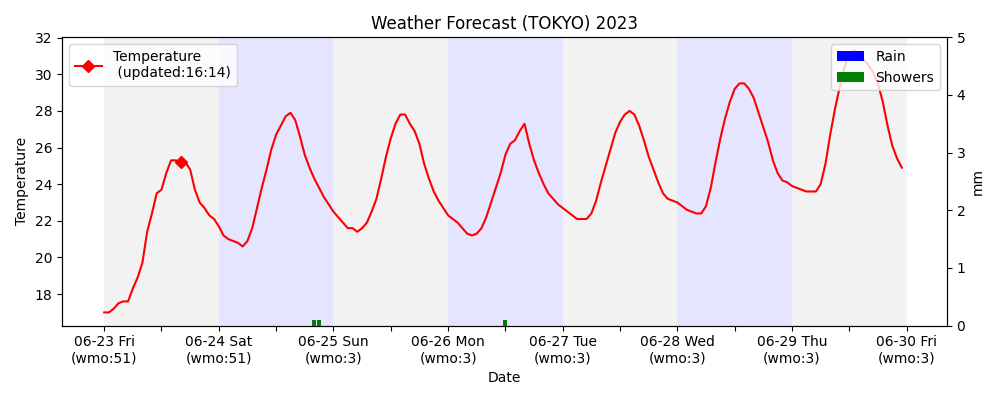 Weather Forecast (TOKYO) 2023
Temperature
(updated:16:14)
Rain
Showers
32
30
28
26
24
22
20
18
Temperature
5
4
3
2
1
0
mm
06-23 Fri
(wmo:51)
06-24 Sat
(wmo:51)
06-25 Sun
(wmo:3)
06-26 Mon
(wmo:3)
06-27 Tue
(wmo:3)
06-28 Wed
(wmo:3)
06-29 Thu
(wmo:3)
06-30 Fri
(wmo:3)
Date